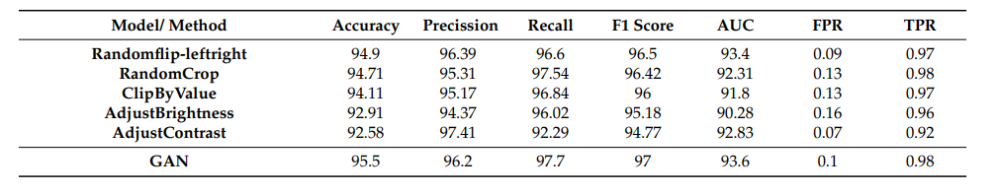 Model/ Method Accuracy Precission Recall F1 Score AUC FPR TPR
Randomflip-leftright 94.9 96.39 96.6 96.5 93.4 0.09 0.97
RandomCrop 94.71 95.31 97.54 96.42 92.31 0.13 0.98
ClipByValue 94.11 95.17 96.84 96 91.8 0.13 0.97
AdjustBrightness 92.91 94.37 96.02 95.18 90.28 0.16 0.96
AdjustContrast 92.58 97.41 92.29 94.77 92.83 0.07 0.92
GAN 95.5 96.2 97.7 97 93.6 0.1 0.98